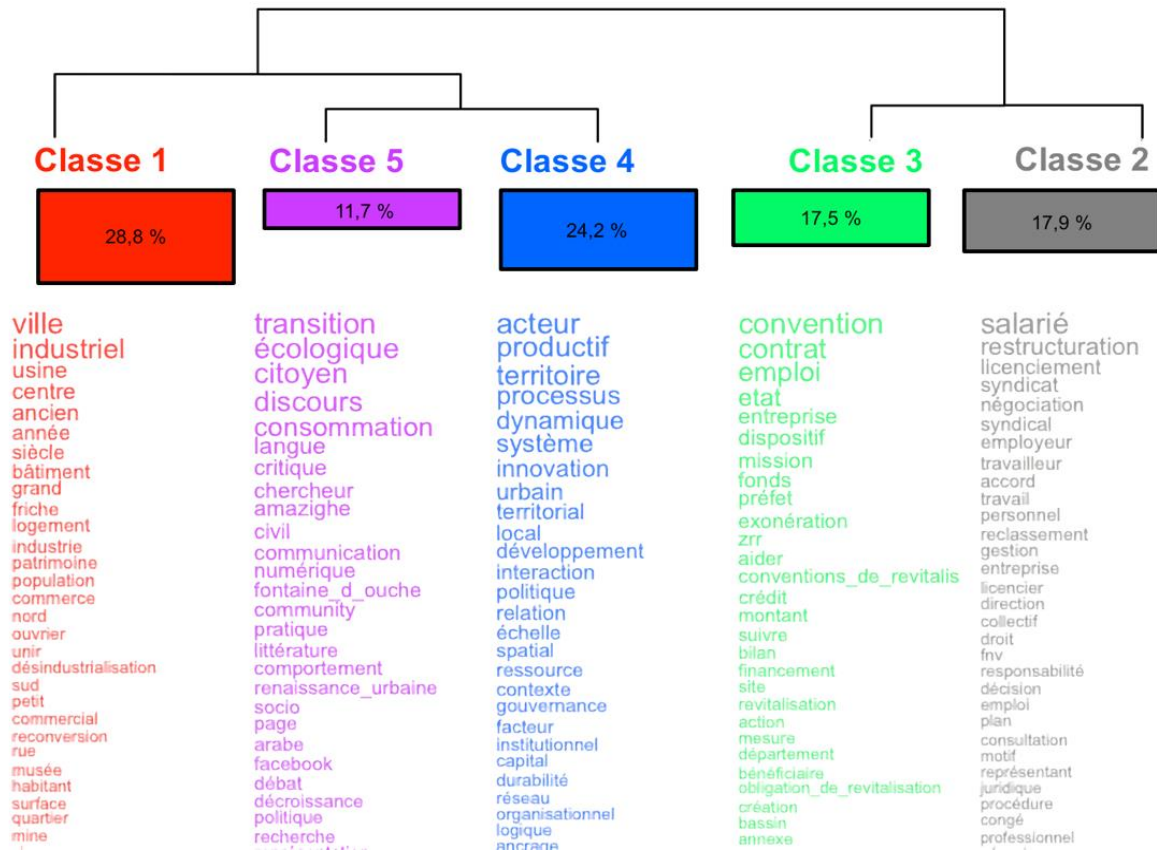 Classe 1
Classe 5
Classe 4
Classe 3
Classe 2
28,8 %
11,7 %
24,2 %
17,5 %
17,9 %
ville
industriel
usine
centre
ancien
année
siècle
bâtiment
grand
friche
logement
industrie
patrimoine
population
commerce
nord
ouvrier
unir
désindustrialisation
sud
petit
commercial
reconversion
rue
musée
habitant
surface
quartier
mine
transition
écologique
citoyen
discours
consommation
langue
critique
chercheur
amazighe
civil
communication
numérique
fontaine_d_ouche
community
pratique
littérature
comportement
renaissance_urbaine
socio
page
arabe
facebook
débat
décroissance
politique
recherche
acteur
productif
territoire
processus
dynamique
système
innovation
urbain
territorial
local
développement
interaction
politique
relation
échelle
spatial
ressource
contexte
gouvernance
facteur
institutionnel
capital
durabilité
réseau
organisationnel
logique
ancrage
convention
contrat
emploi
etat
entreprise
dispositif
mission
fonds
préfet
exonération
zrr
aider
conventions_de_revitalis
crédit
montant
suivre
bilan
financement
site
revitalisation
action
mesure
département
bénéficiaire
obligation_de_revitalisation
création
bassin
annexe
salarié
restructuration
licenciement
syndicat
négociation
syndical
employeur
travailleur
accord
travail
personnel
reclassement
gestion
entreprise
licencier
direction
collectif
droit
fnv
responsabilité
décision
emploi
plan
consultation
motif
représentant
juridique
procédure
congé
professionnel